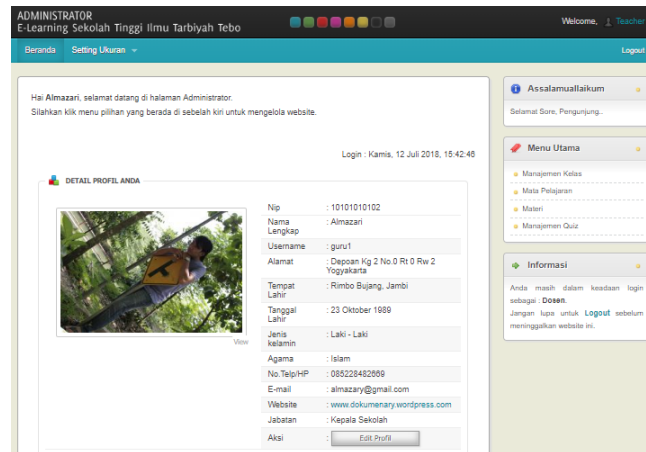 ADMINISTRATOR
E-Learning Sekolah Tinggi Ilmu Tarbiyah Tebo
Welcome, Teacher
Beranda Setting Ukuran
Logout
Hai Almazari, selamat datang di halaman Administrator.
Silahkan klik menu pilihan yang berada di sebelah kiri untuk mengelola website.
Login : Kamis, 12 Juli 2018, 15:42:46
DETAIL PROFIL ANDA
View
Nip : 10101010102
Nama Lengkap : Almazari
Username : guru1
Alamat : Depoan Kg 2 No.0 Rt 0 Rw 2
Yogyakarta
Tempat Lahir : Rimbo Bujang, Jambi
Tanggal Lahir : 23 Oktober 1989
Jenis kelamin : Laki - Laki
Agama : Islam
No.Telp/HP : 085228482669
E-mail : almazary@gmail.com
Website : www.dokumenary.wordpress.com
Jabatan : Kepala Sekolah
Aksi : Edit Profil
Assalamuallaikum
Selamat Sore, Pengunjung..
Menu Utama
Manajemen Kelas
Mata Pelajaran
Materi
Manajemen Quiz
Informasi
Anda masih dalam keadaan login
sebagai : Dosen.
Jangan lupa untuk Logout sebelum
meninggalkan website ini.